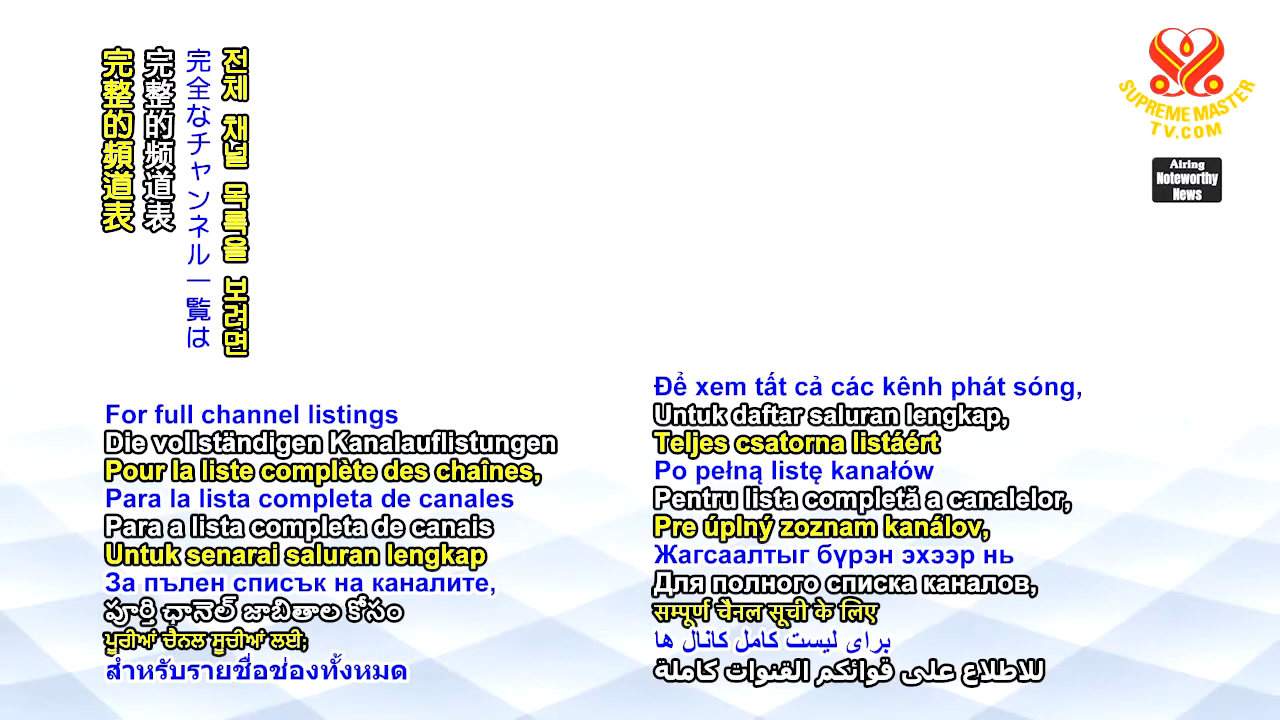 完整的頻道表
完整的频道表
完全なチャンネル一覧は
전체 채널 목록을 보려면
SUPREME MASTER
TV.COM
Airing
Noteworthy
News
For full channel listings
Die vollständigen Kanalauflistungen
Pour la liste complète des chaînes,
Para la lista completa de canales
Para a lista completa de canais
Untuk senarai saluran lengkap
За пълен списък на каналите,
పూర్తి ఛానెల్ జాబితాల కోసం
ਪੂਰੀਆਂ ਚੈਨਲ ਸੂਚੀਆਂ ਲਈ;
สำหรับรายชื่อช่องทั้งหมด
Để xem tất cả các kênh phát sóng,
Untuk daftar saluran lengkap,
Teljes csatorna listáért
Po pełną listę kanałów
Pentru lista completă a canalelor,
Pre úplný zoznam kanálov,
Жагсаалтыг бүрэн эхээр нь
Для полного списка каналов,
सम्पूर्ण चैनल सूची के लिए
برای لیست کامل کانال ها
للاطلاع على قوائكم القنوات كاملة